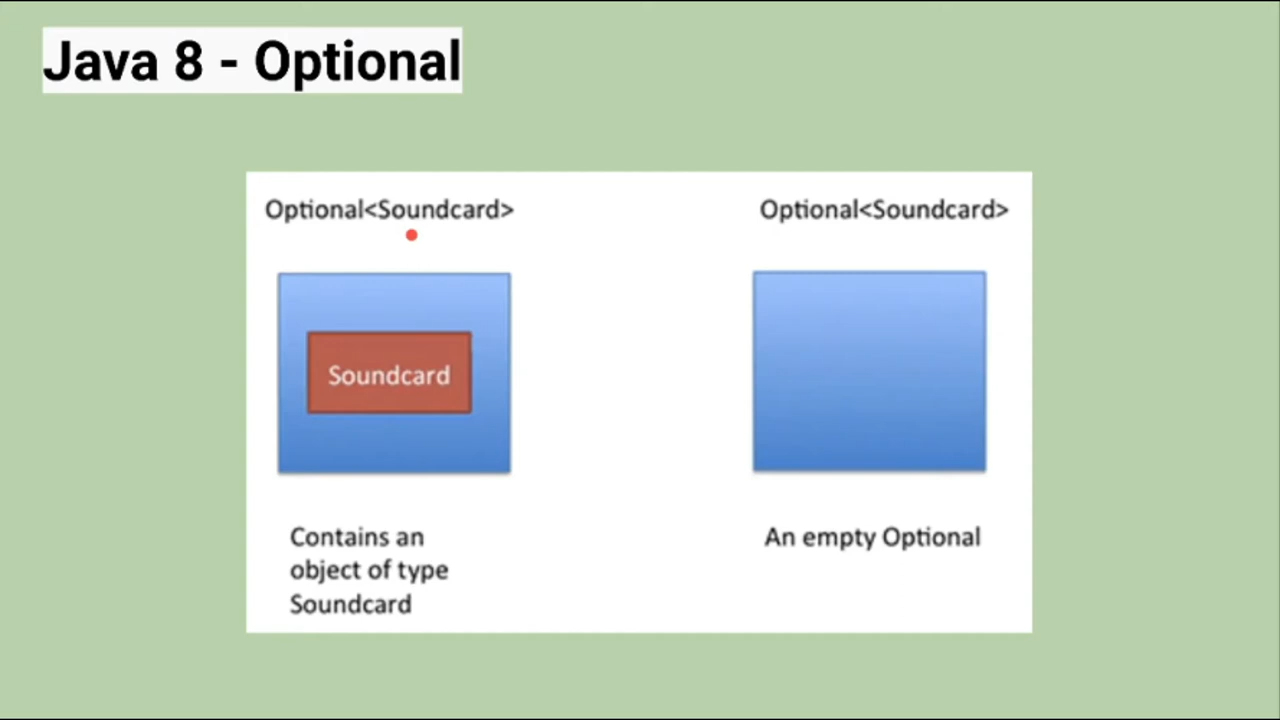 Java 8 - Optional
Optional<Soundcard>
Optional<Soundcard>
Soundcard
Contains an
object of type
Soundcard
An empty Optional